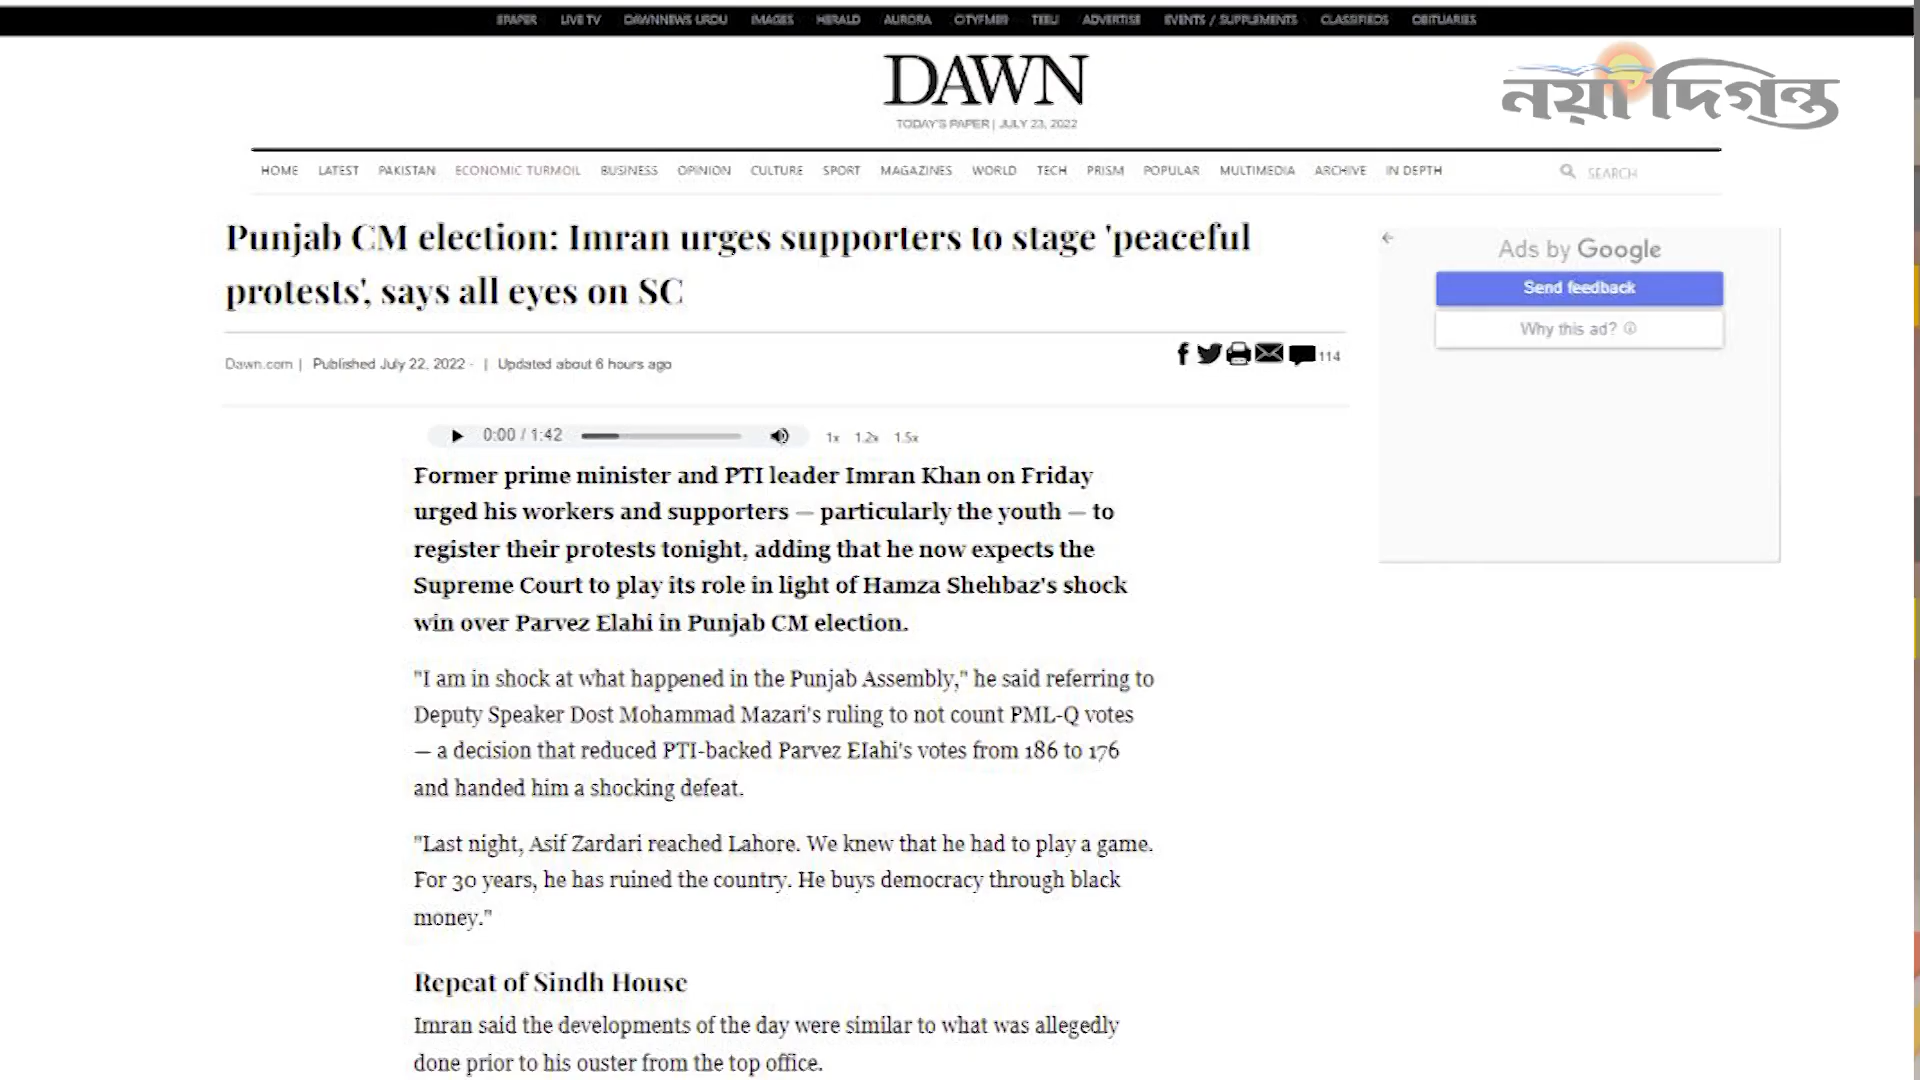 EPAPER LIVE TV DAWNNEWS URDU IMAGES HERALD AURORA CITYFM89 TEELI ADVERTISE EVENTS / SUPPLEMENTS CLASSIFIEDS OBITUARIES
DAWN
TODAY'S PAPER | JULY 23, 2022
নয়া দিগন্ত
HOME LATEST PAKISTAN ECONOMIC TURMOIL BUSINESS OPINION CULTURE SPORT MAGAZINES WORLD TECH PRISM POPULAR MULTIMEDIA ARCHIVE IN DEPTH SEARCH
Punjab CM election: Imran urges supporters to stage 'peaceful
protests', says all eyes on SC
Dawn.com | Published July 22, 2022 - | Updated about 6 hours ago
114
Ads by Google
Send feedback
Why this ad?
0:00 / 1:42 1x 1.2x 1.5x
Former prime minister and PTI leader Imran Khan on Friday
urged his workers and supporters — particularly the youth — to
register their protests tonight, adding that he now expects the
Supreme Court to play its role in light of Hamza Shehbaz's shock
win over Parvez Elahi in Punjab CM election.
"I am in shock at what happened in the Punjab Assembly," he said referring to
Deputy Speaker Dost Mohammad Mazari's ruling to not count PML-Q votes
— a decision that reduced PTI-backed Parvez Elahi's votes from 186 to 176
and handed him a shocking defeat.
"Last night, Asif Zardari reached Lahore. We knew that he had to play a game.
For 30 years, he has ruined the country. He buys democracy through black
money."
Repeat of Sindh House
Imran said the developments of the day were similar to what was allegedly
done prior to his ouster from the top office.